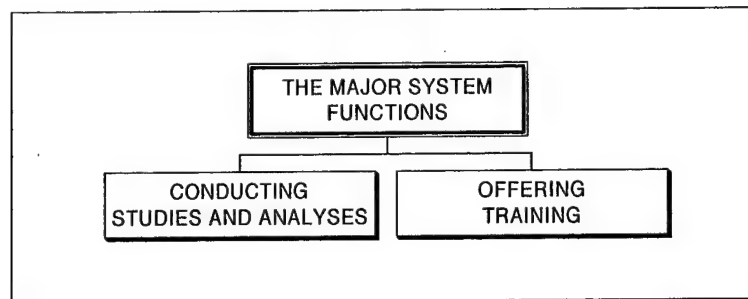 THE MAJOR SYSTEM
FUNCTIONS
CONDUCTING
STUDIES AND ANALYSES
OFFERING
TRAINING